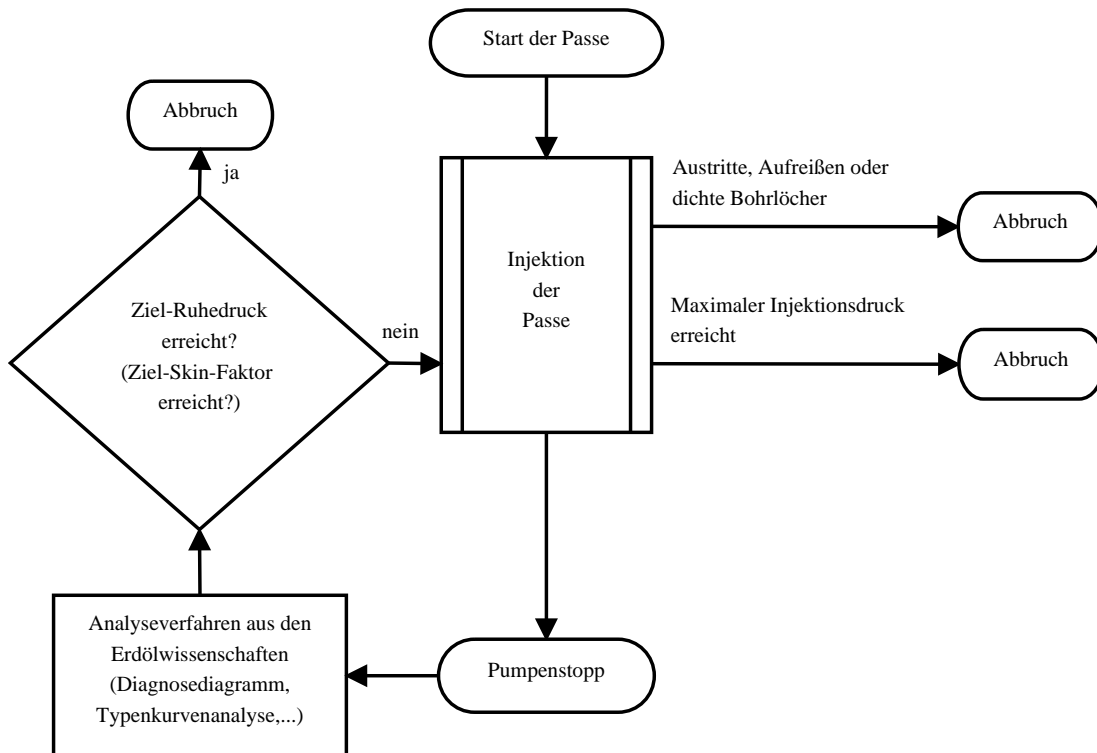 Start der Passe
Abbruch
ja
Austritte, Aufreißen oder
dichte Bohrlöcher
Abbruch
Injektion
der
Passe
Ziel-Ruhedruck
erreicht?
(Ziel-Skin-Faktor
erreicht?)
nein
Maximaler Injektionsdruck
erreicht
Abbruch
Analyseverfahren aus den
Erdölwissenschaften
(Diagnosediagramm,
Typenkurvenanalyse,...)
Pumpenstopp